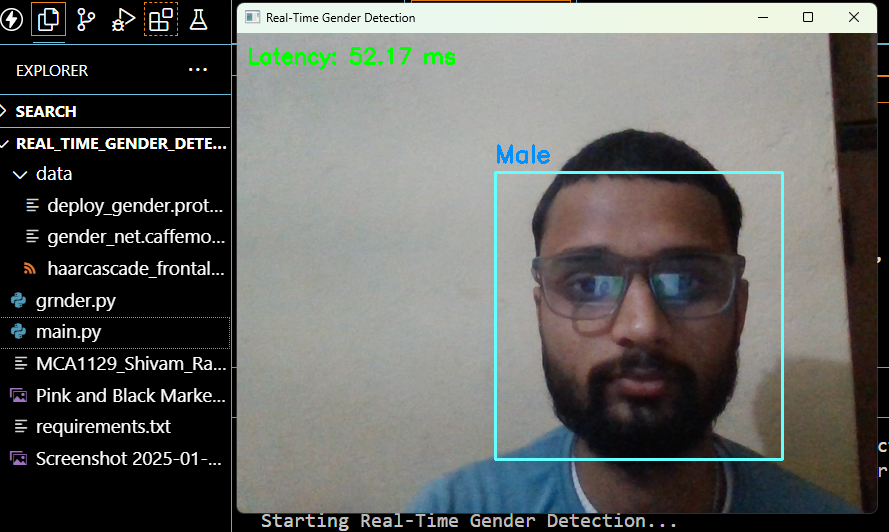 EXPLORER
SEARCH
REAL_TIME_GENDER_DETE...
data
deploy_gender.prot...
gender_net.caffemo...
haarcascade_frontal...
grnder.py
main.py
MCA1129_Shivam_Ra...
Pink and Black Marke...
requirements.txt
Screenshot 2025-01-...
Real-Time Gender Detection
Latency: 52.17 ms
Male
Starting Real-Time Gender Detection...